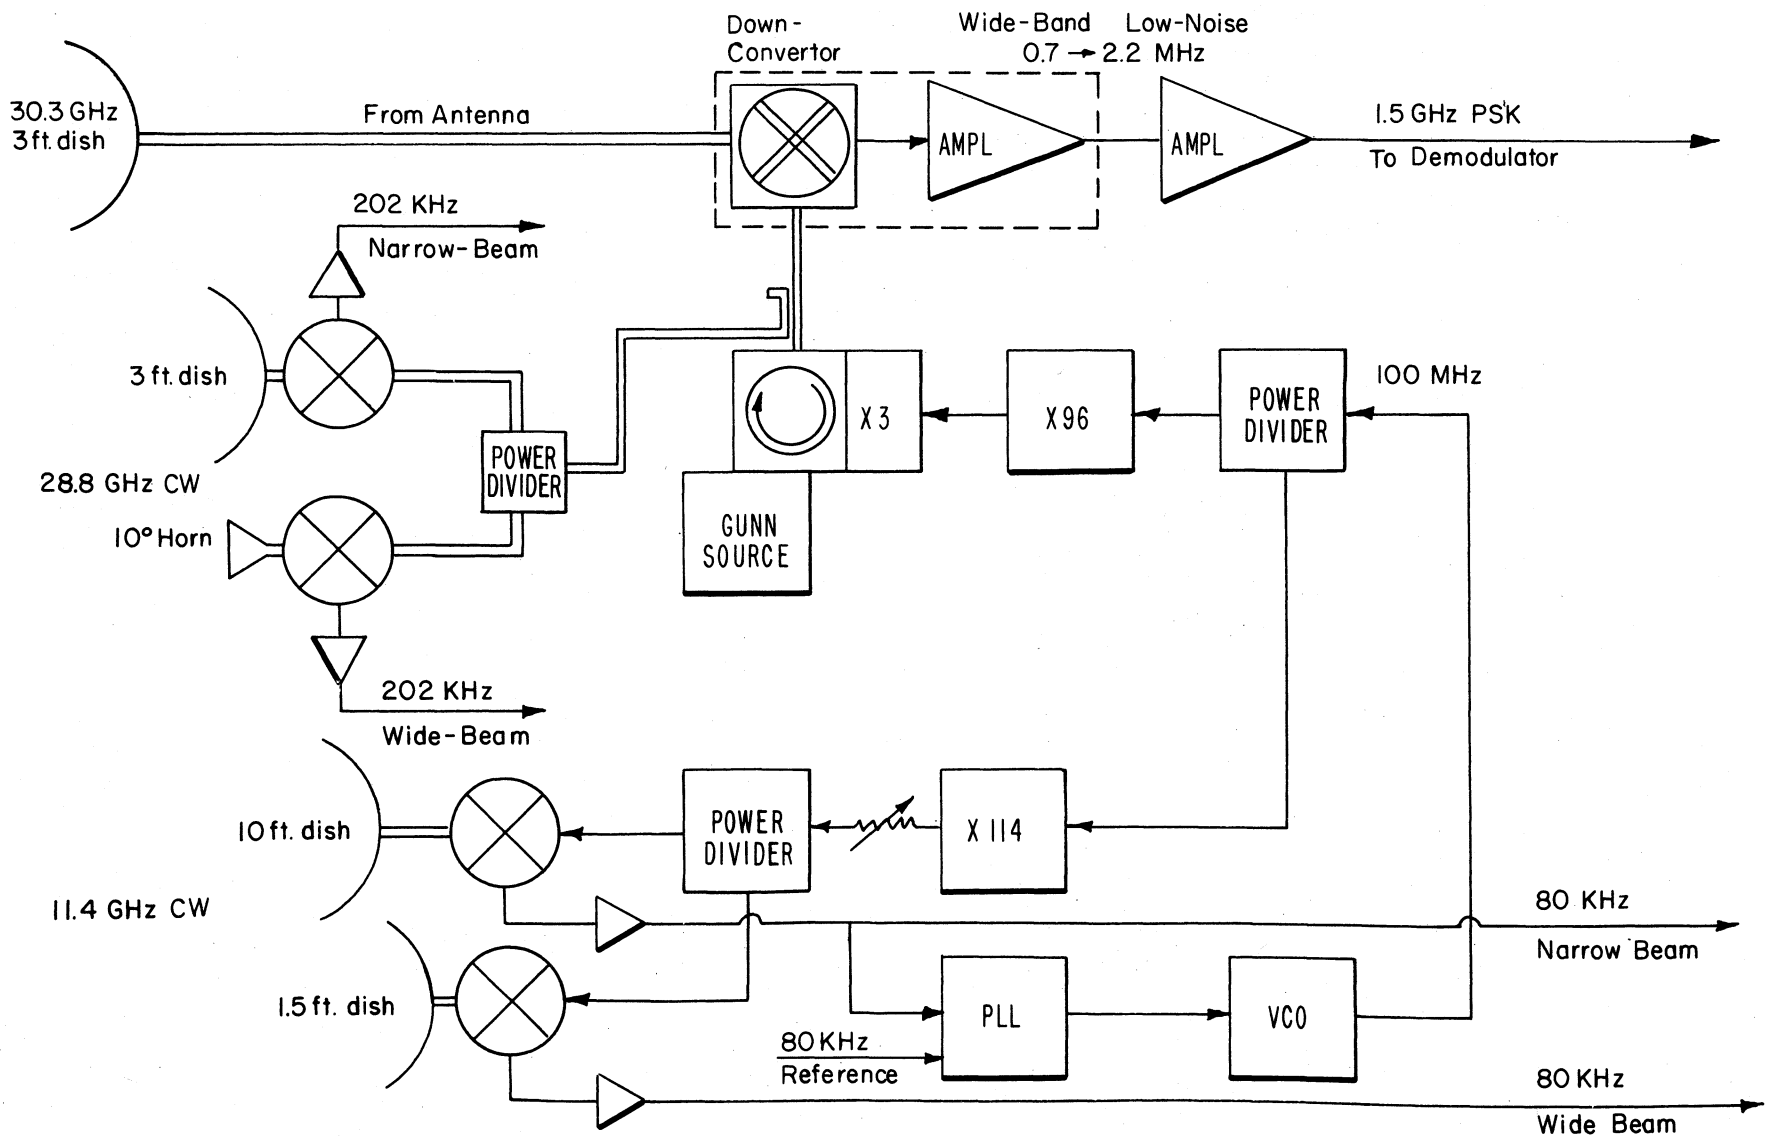 Down-
Convertor
Wide-Band Low-Noise
0.7 → 2.2 MHz
30.3 GHz
3 ft. dish
From Antenna
AMPL
AMPL
1.5 GHz PSK
To Demodulator
202 KHz
Narrow-Beam
3 ft. dish
28.8 GHz CW
10° Horn
POWER
DIVIDER
202 KHz
Wide-Beam
X 3
GUNN
SOURCE
X 96
POWER
DIVIDER
100 MHz
10 ft. dish
11.4 GHz CW
1.5 ft. dish
POWER
DIVIDER
X 114
80 KHz
Narrow Beam
PLL
VCO
80 KHz
Reference
80 KHz
Wide Beam